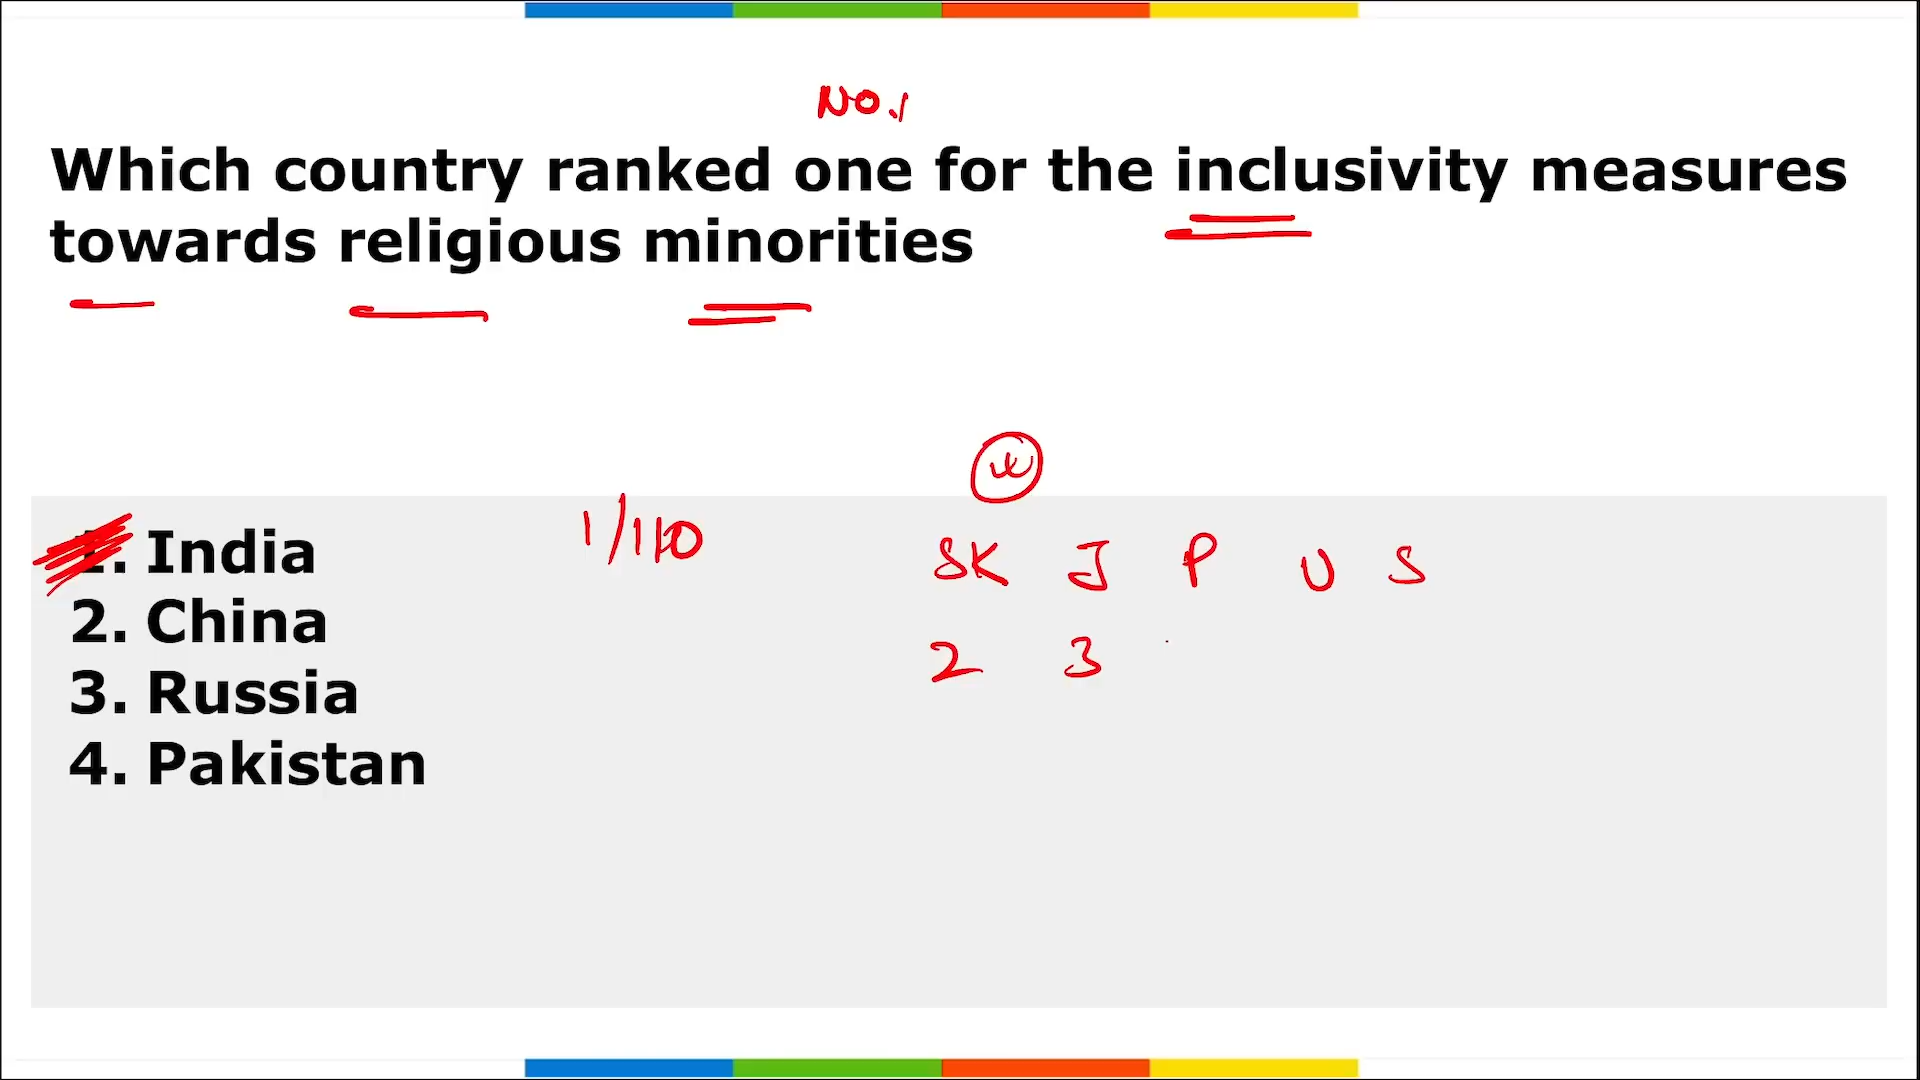 NO.1
Which country ranked one for the inclusivity measures
towards religious minorities
1. India
1/110
SK J P U S
2. China
2 3
3. Russia
4. Pakistan